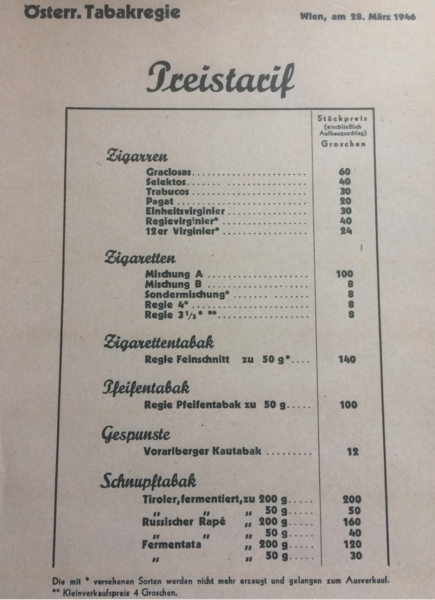 Österr. Tabakregie
Wien, am 28. März 1946
Preistarif
Stückpreis
(einschließlich
Aufbauzuschlag)
Groschen
Zigarren
Graciosas.......................... 60
Selektos............................ 40
Trabucos........................... 30
Pagat................................ 20
Einheitsvirginier.................. 30
Regievirginier*.................... 40
12er Virginier*.................... 24
Zigaretten
Mischung A........................ 100
Mischung B........................ 8
Sondermischung*................. 8
Regie 4*............................ 8
Regie 3½* **...................... 8
Zigarettentabak
Regie Feinschnitt zu 50 g*.... 140
Pfeifentabak
Regie Pfeifentabak zu 50 g..... 100
Gespunste
Vorarlberger Kautabak ......... 12
Schnupftabak
Tiroler, fermentiert, zu 200 g..... 200
„ „ „ 50 g..... 50
Russischer Rapé „ 200 g..... 160
„ „ „ 50 g..... 40
Fermentata „ 200 g..... 120
„ „ 50 g..... 30
Die mit * versehenen Sorten werden nicht mehr erzeugt und gelangen zum Ausverkauf.
** Kleinverkaufspreis 4 Groschen.